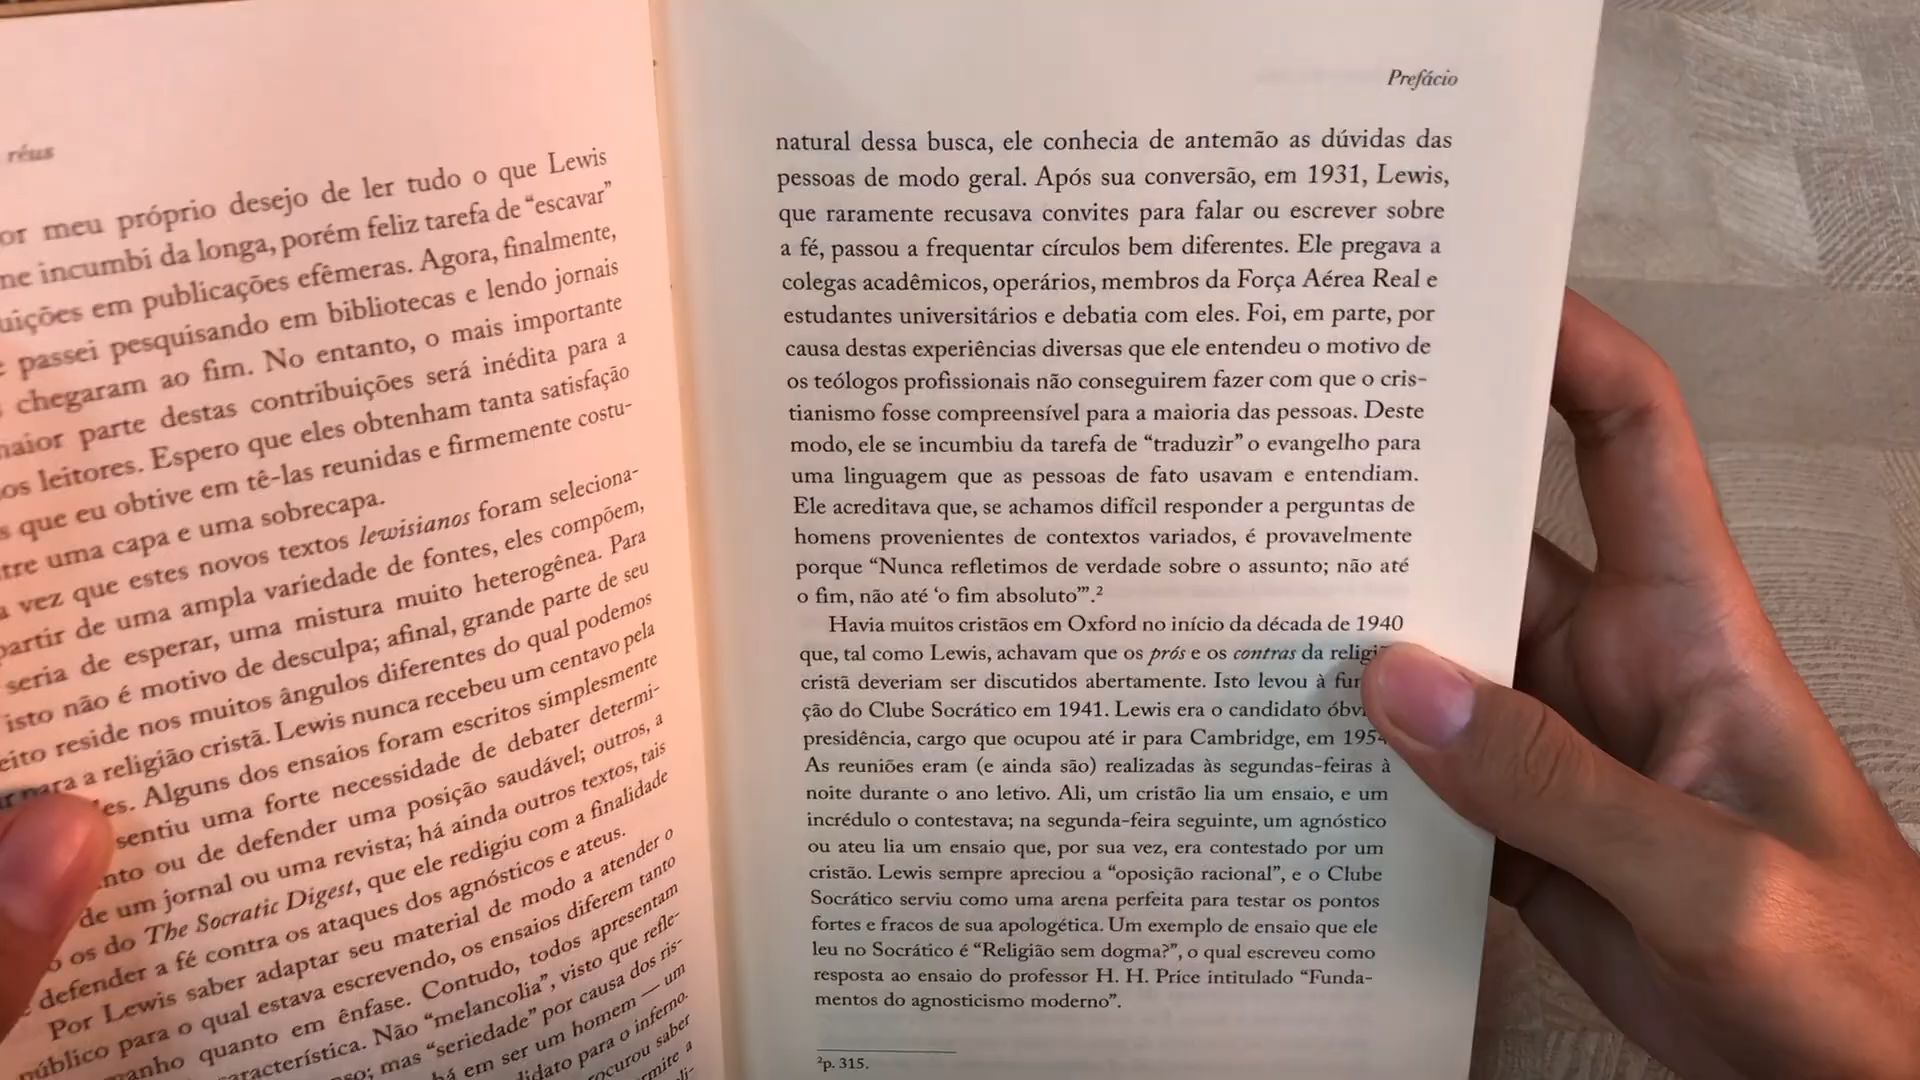 réus
or meu próprio desejo de ler tudo o que Lewis
me incumbi da longa, porém feliz tarefa de “escavar”
uições em publicações efêmeras. Agora, finalmente,
e passei pesquisando em bibliotecas e lendo jornais
chegaram ao fim. No entanto, o mais importante
naior parte destas contribuições será inédita para a
os leitores. Espero que eles obtenham tanta satisfação
s que eu obtive em tê-las reunidas e firmemente costu-
tre uma capa e uma sobrecapa.
a vez que estes novos textos lewisianos foram seleciona-
partir de uma ampla variedade de fontes, eles compõem,
seria de esperar, uma mistura muito heterogênea. Para
isto não é motivo de desculpa; afinal, grande parte de seu
eito reside nos muitos ângulos diferentes do qual podemos
para a religião cristã. Lewis nunca recebeu um centavo pela
es. Alguns dos ensaios foram escritos simplesmente
sentiu uma forte necessidade de debater determi-
nto ou de defender uma posição saudável; outros, a
de um jornal ou uma revista; há ainda outros textos, tais
o os do The Socratic Digest, que ele redigiu com a finalidade
defender a fé contra os ataques dos agnósticos e ateus.
Por Lewis saber adaptar seu material de modo a atender o
público para o qual estava escrevendo, os ensaios diferem tanto
anho quanto em ênfase. Contudo, todos apresentam
característica. Não “melancolia”, visto que refle-
so; mas “seriedade” por causa dos ris-
há em ser um homem — um
didato para o inferno.
rocurou saber
rmite a
Prefácio
natural dessa busca, ele conhecia de antemão as dúvidas das
pessoas de modo geral. Após sua conversão, em 1931, Lewis,
que raramente recusava convites para falar ou escrever sobre
a fé, passou a frequentar círculos bem diferentes. Ele pregava a
colegas acadêmicos, operários, membros da Força Aérea Real e
estudantes universitários e debatia com eles. Foi, em parte, por
causa destas experiências diversas que ele entendeu o motivo de
os teólogos profissionais não conseguirem fazer com que o cris-
tianismo fosse compreensível para a maioria das pessoas. Deste
modo, ele se incumbiu da tarefa de “traduzir” o evangelho para
uma linguagem que as pessoas de fato usavam e entendiam.
Ele acreditava que, se achamos difícil responder a perguntas de
homens provenientes de contextos variados, é provavelmente
porque “Nunca refletimos de verdade sobre o assunto; não até
o fim, não até ‘o fim absoluto’”.²
Havia muitos cristãos em Oxford no início da década de 1940
que, tal como Lewis, achavam que os prós e os contras da religi
cristã deveriam ser discutidos abertamente. Isto levou à fun
ção do Clube Socrático em 1941. Lewis era o candidato óbvi
presidência, cargo que ocupou até ir para Cambridge, em 1954
As reuniões eram (e ainda são) realizadas às segundas-feiras à
noite durante o ano letivo. Ali, um cristão lia um ensaio, e um
incrédulo o contestava; na segunda-feira seguinte, um agnóstico
ou ateu lia um ensaio que, por sua vez, era contestado por um
cristão. Lewis sempre apreciou a “oposição racional”, e o Clube
Socrático serviu como uma arena perfeita para testar os pontos
fortes e fracos de sua apologética. Um exemplo de ensaio que ele
leu no Socrático é “Religião sem dogma?”, o qual escreveu como
resposta ao ensaio do professor H. H. Price intitulado “Funda-
mentos do agnosticismo moderno”.
²p. 315.